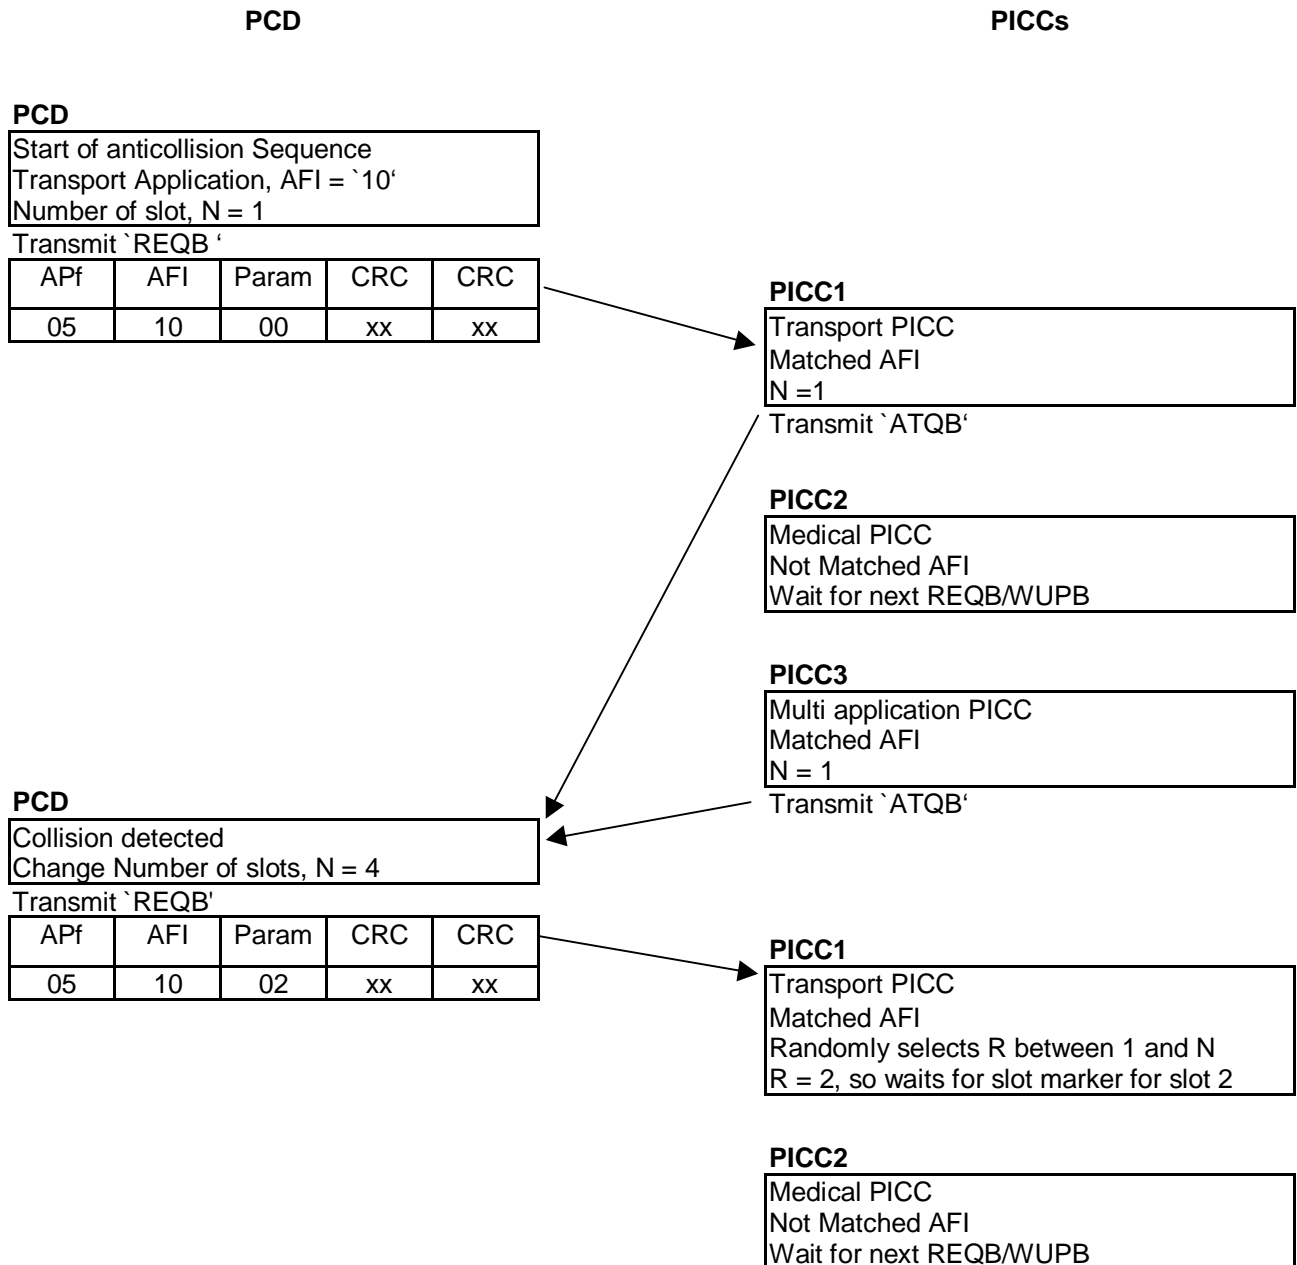 PCD PICCs
PCD
Start of anticollision Sequence
Transport Application, AFI = `10‘
Number of slot, N = 1
Transmit `REQB ‘
APf AFI Param CRC CRC
05 10 00 xx xx
PICC1
Transport PICC
Matched AFI
N =1
Transmit `ATQB‘
PICC2
Medical PICC
Not Matched AFI
Wait for next REQB/WUPB
PICC3
Multi application PICC
Matched AFI
N = 1
Transmit `ATQB‘
PCD
Collision detected
Change Number of slots, N = 4
Transmit `REQB'
APf AFI Param CRC CRC
05 10 02 xx xx
PICC1
Transport PICC
Matched AFI
Randomly selects R between 1 and N
R = 2, so waits for slot marker for slot 2
PICC2
Medical PICC
Not Matched AFI
Wait for next REQB/WUPB